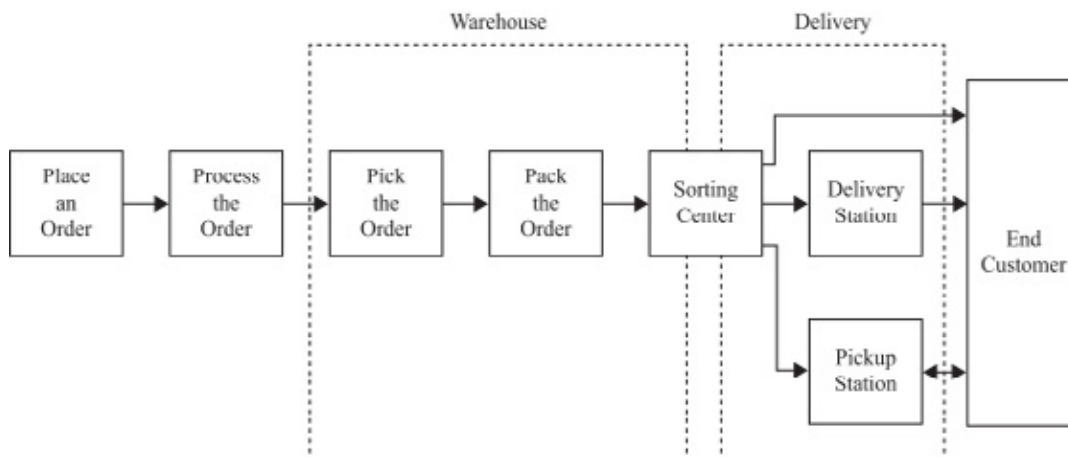 Warehouse
Delivery
Place
an
Order
Process
the
Order
Pick
the
Order
Pack
the
Order
Sorting
Center
Delivery
Station
End
Customer
Pickup
Station